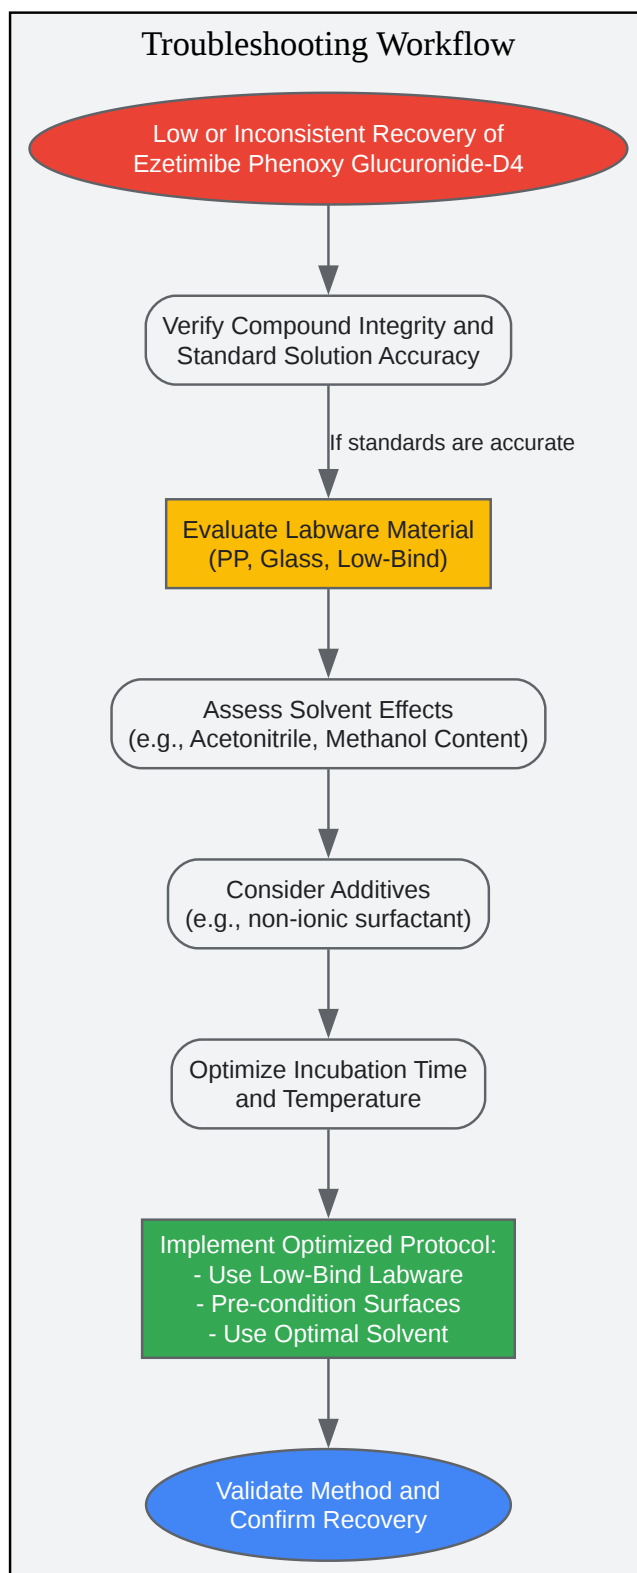 Troubleshooting Workflow
Low or Inconsistent Recovery of
Ezetimibe Phenoxy Glucuronide-D4
Verify Compound Integrity and
Standard Solution Accuracy
If standards are accurate
Evaluate Labware Material
(PP, Glass, Low-Bind)
Assess Solvent Effects
(e.g., Acetonitrile, Methanol Content)
Consider Additives
(e.g., non-ionic surfactant)
Optimize Incubation Time
and Temperature
Implement Optimized Protocol:
- Use Low-Bind Labware
- Pre-condition Surfaces
- Use Optimal Solvent
Validate Method and
Confirm Recovery